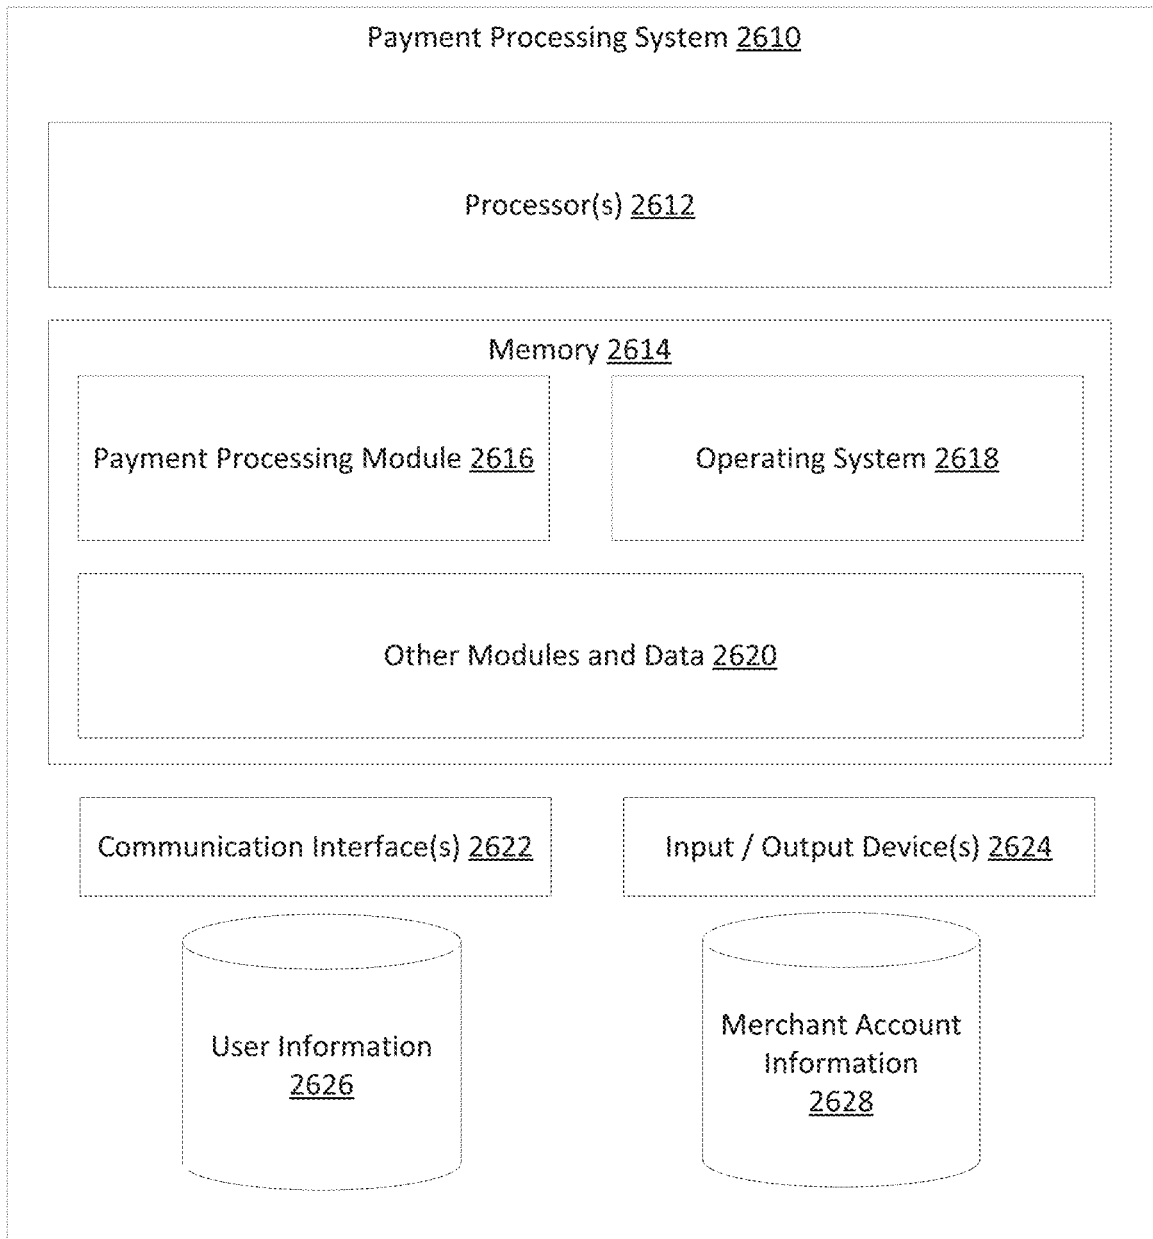 Payment Processing System 2610
Processor(s) 2612
Memory 2614
Payment Processing Module 2616
Operating System 2618
Other Modules and Data 2620
Communication Interface(s) 2622
Input / Output Device(s) 2624
User Information
2626
Merchant Account
Information
2628